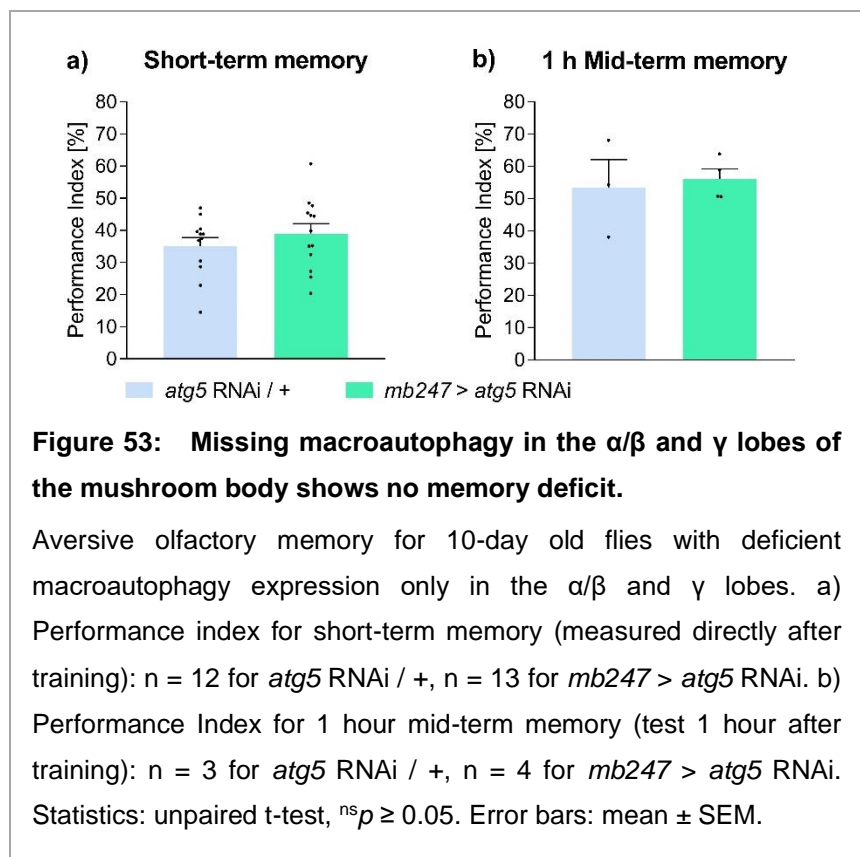 a) Short-term memory
80
70
60
50
40
30
20
10
0
Performance Index [%]
b) 1 h Mid-term memory
80
70
60
50
40
30
20
10
0
Performance Index [%]
atg5 RNAi / +
mb247 > atg5 RNAi
Figure 53: Missing macroautophagy in the α/β and γ lobes of
the mushroom body shows no memory deficit.
Aversive olfactory memory for 10-day old flies with deficient
macroautophagy expression only in the α/β and γ lobes. a)
Performance index for short-term memory (measured directly after
training): n = 12 for atg5 RNAi / +, n = 13 for mb247 > atg5 RNAi. b)
Performance Index for 1 hour mid-term memory (test 1 hour after
training): n = 3 for atg5 RNAi / +, n = 4 for mb247 > atg5 RNAi.
Statistics: unpaired t-test, ⁿˢp ≥ 0.05. Error bars: mean ± SEM.